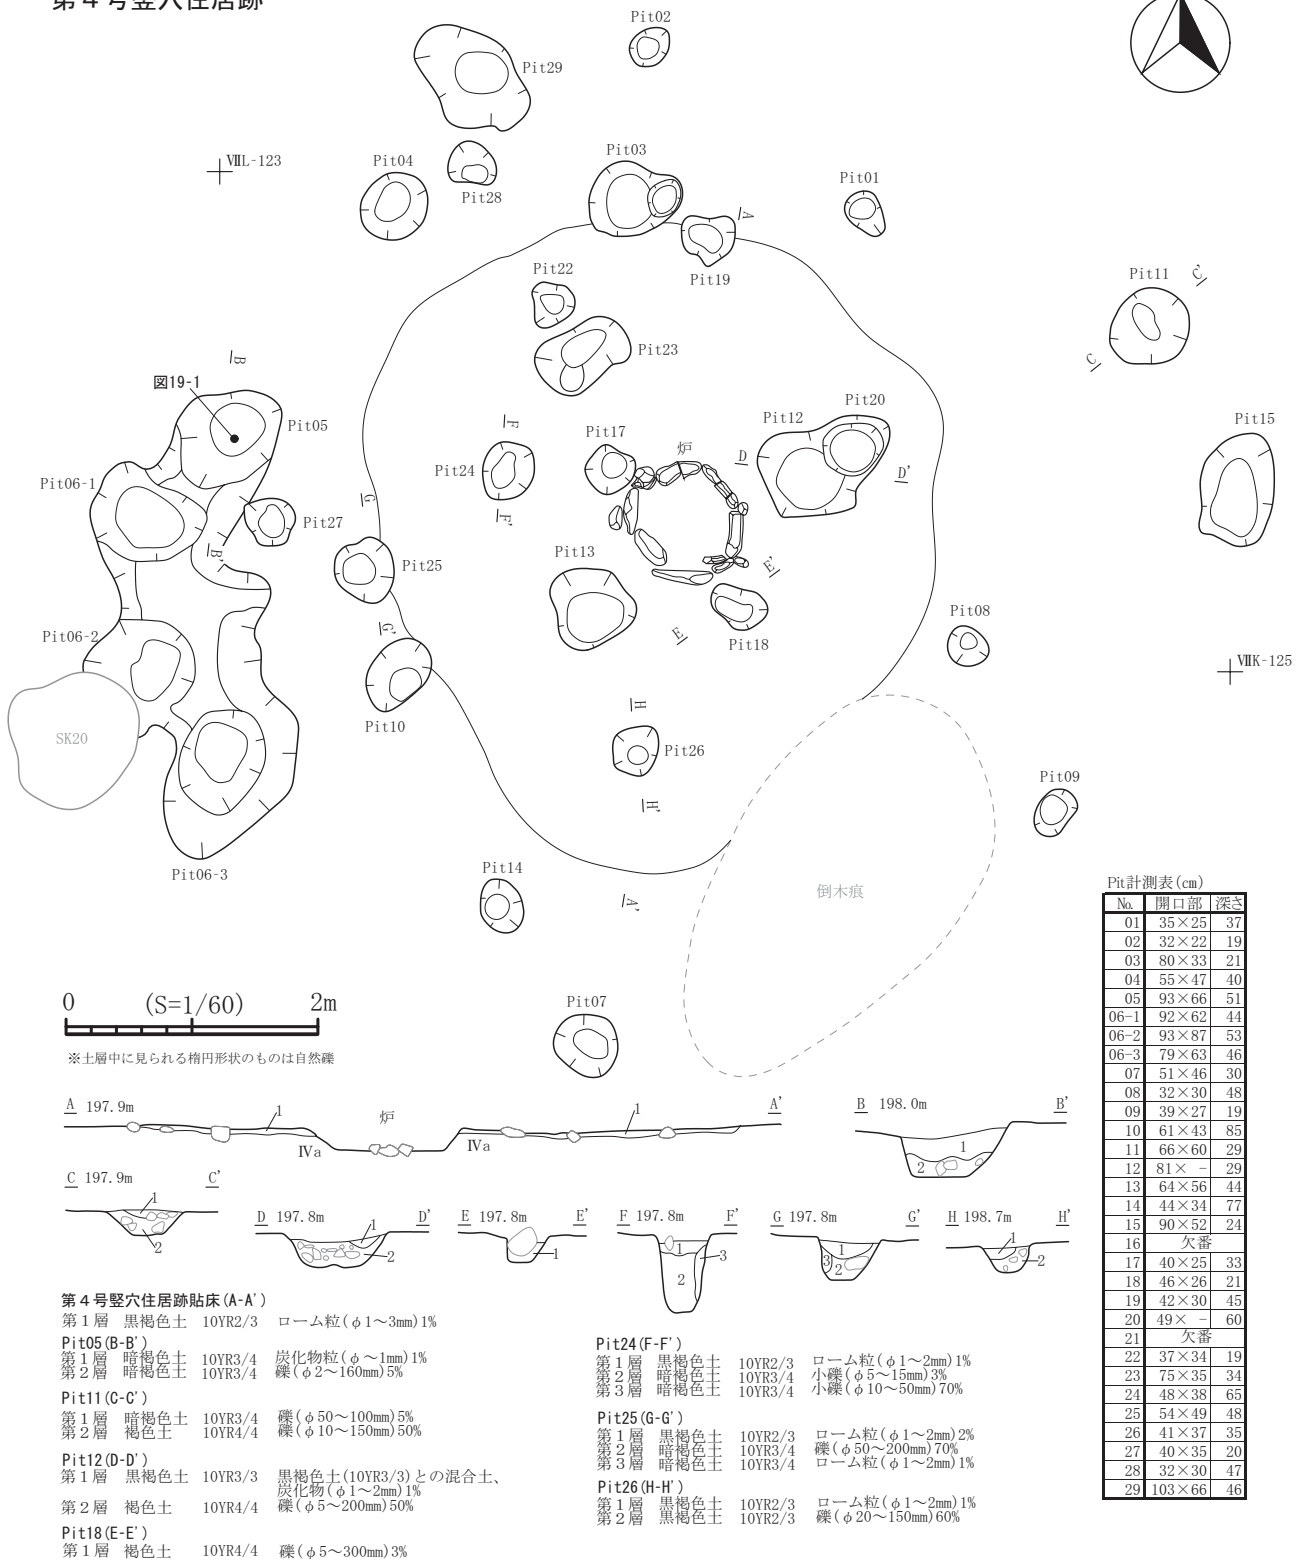 第４号竪穴住居跡
Pit02
Pit29
ⅦL-123
Pit04
Pit28
Pit03
Pit01
A
Pit19
Pit22
Pit11
C'
C
Pit23
B
図19-1
Pit05
Pit20
Pit12
Pit15
F
Pit17
炉
D
D'
Pit24
Pit06-1
G
F'
Pit27
B'
Pit13
E'
Pit25
Pit08
Pit06-2
G'
E
Pit18
ⅦK-125
H
SK20
Pit10
Pit26
Pit09
H'
Pit06-3
Pit14
A'
倒木痕
Pit07
0 (S=1/60) 2m
※土層中に見られる楕円形状のものは自然礫
A 197.9m 1 炉 1 A'
Ⅳa Ⅳa
B 198.0m B'
1
2
C 197.9m C'
1
2
D 197.8m D'
1
2
E 197.8m E'
1
F 197.8m F'
1
3
2
G 197.8m G'
1
3
2
H 198.7m H'
1
2
第４号竪穴住居跡貼床(A-A')
第１層 黒褐色土 10YR2/3 ローム粒(φ1～3mm)1%
Pit05(B-B')
第１層 暗褐色土 10YR3/4 炭化物粒(φ～1mm)1%
第２層 暗褐色土 10YR3/4 礫(φ2～160mm)5%
Pit11(C-C')
第１層 暗褐色土 10YR3/4 礫(φ50～100mm)5%
第２層 褐色土 10YR4/4 礫(φ10～150mm)50%
Pit12(D-D')
第１層 黒褐色土 10YR3/3 黒褐色土(10YR3/3)との混合土、
炭化物(φ1～2mm)1%
第２層 褐色土 10YR4/4 礫(φ5～200mm)50%
Pit18(E-E')
第１層 褐色土 10YR4/4 礫(φ5～300mm)3%
Pit24(F-F')
第１層 黒褐色土 10YR2/3 ローム粒(φ1～2mm)1%
第２層 暗褐色土 10YR3/4 小礫(φ5～15mm)3%
第３層 暗褐色土 10YR3/4 小礫(φ10～50mm)70%
Pit25(G-G')
第１層 黒褐色土 10YR2/3 ローム粒(φ1～2mm)2%
第２層 暗褐色土 10YR3/4 礫(φ50～200mm)70%
第３層 暗褐色土 10YR3/4 ローム粒(φ1～2mm)1%
Pit26(H-H')
第１層 黒褐色土 10YR2/3 ローム粒(φ1～2mm)1%
第２層 黒褐色土 10YR2/3 礫(φ20～150mm)60%
Pit計測表(cm)
№ 開口部 深さ
01 35×25 37
02 32×22 19
03 80×33 21
04 55×47 40
05 93×66 51
06-1 92×62 44
06-2 93×87 53
06-3 79×63 46
07 51×46 30
08 32×30 48
09 39×27 19
10 61×43 85
11 66×60 29
12 81× - 29
13 64×56 44
14 44×34 77
15 90×52 24
16 欠番
17 40×25 33
18 46×26 21
19 42×30 45
20 49× - 60
21 欠番
22 37×34 19
23 75×35 34
24 48×38 65
25 54×49 48
26 41×37 35
27 40×35 20
28 32×30 47
29 103×66 46